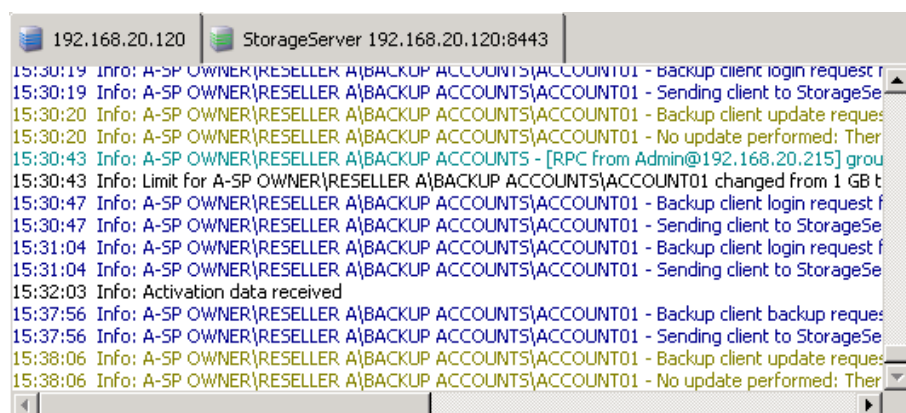 192.168.20.120
StorageServer 192.168.20.120:8443
15:30:19 Info: A-SP OWNER\RESELLER A\BACKUP ACCOUNTS\ACCOUNT01 - Backup client login request f
15:30:19 Info: A-SP OWNER\RESELLER A\BACKUP ACCOUNTS\ACCOUNT01 - Sending client to StorageSe
15:30:20 Info: A-SP OWNER\RESELLER A\BACKUP ACCOUNTS\ACCOUNT01 - Backup client update reques
15:30:20 Info: A-SP OWNER\RESELLER A\BACKUP ACCOUNTS\ACCOUNT01 - No update performed: Ther
15:30:43 Info: A-SP OWNER\RESELLER A\BACKUP ACCOUNTS - [RPC from Admin@192.168.20.215] grou
15:30:43 Info: Limit for A-SP OWNER\RESELLER A\BACKUP ACCOUNTS\ACCOUNT01 changed from 1 GB t
15:30:47 Info: A-SP OWNER\RESELLER A\BACKUP ACCOUNTS\ACCOUNT01 - Backup client login request f
15:30:47 Info: A-SP OWNER\RESELLER A\BACKUP ACCOUNTS\ACCOUNT01 - Sending client to StorageSe
15:31:04 Info: A-SP OWNER\RESELLER A\BACKUP ACCOUNTS\ACCOUNT01 - Backup client login request f
15:31:04 Info: A-SP OWNER\RESELLER A\BACKUP ACCOUNTS\ACCOUNT01 - Sending client to StorageSe
15:32:03 Info: Activation data received
15:37:56 Info: A-SP OWNER\RESELLER A\BACKUP ACCOUNTS\ACCOUNT01 - Backup client backup reques
15:37:56 Info: A-SP OWNER\RESELLER A\BACKUP ACCOUNTS\ACCOUNT01 - Sending client to StorageSe
15:38:06 Info: A-SP OWNER\RESELLER A\BACKUP ACCOUNTS\ACCOUNT01 - Backup client update reques
15:38:06 Info: A-SP OWNER\RESELLER A\BACKUP ACCOUNTS\ACCOUNT01 - No update performed: Ther